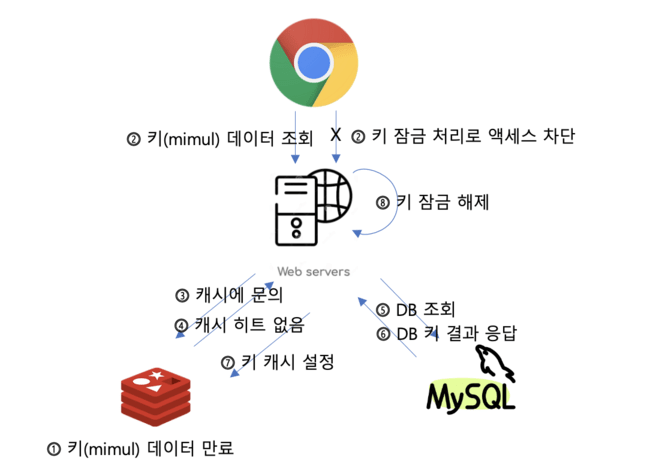 ② 키(mimul) 데이터 조회
X ② 키 잠금 처리로 액세스 차단
⑧ 키 잠금 해제
Web servers
③ 캐시에 문의
④ 캐시 히트 없음
⑤ DB 조회
⑥ DB 키 결과 응답
⑦ 키 캐시 설정
MySQL
① 키(mimul) 데이터 만료